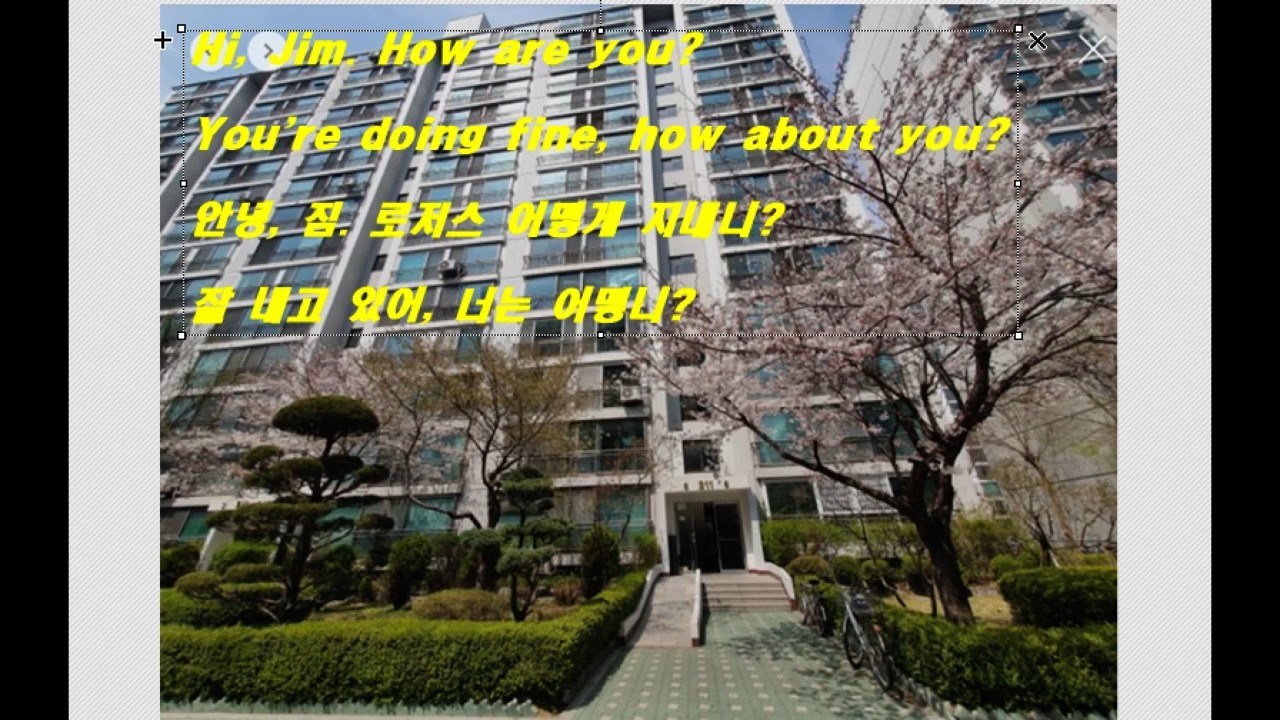 Hi, Jim. How are you?
You're doing fine, how about you?
안녕, 짐. 로저스 어떻게 지내니?
잘 내고 있어, 너는 어떻니?